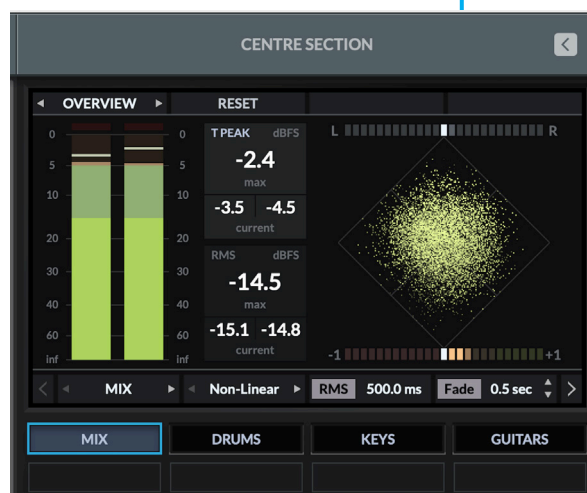 CENTRE SECTION
OVERVIEW RESET
0 0 T PEAK dBFS L R
-2.4
5 5
max
10 10
-3.5 -4.5
current
20 20
RMS dBFS
30 30
-14.5
max
40 40
-15.1 -14.8
60 60
current
inf inf -1 +1
MIX Non-Linear RMS 500.0 ms Fade 0.5 sec
MIX DRUMS KEYS GUITARS